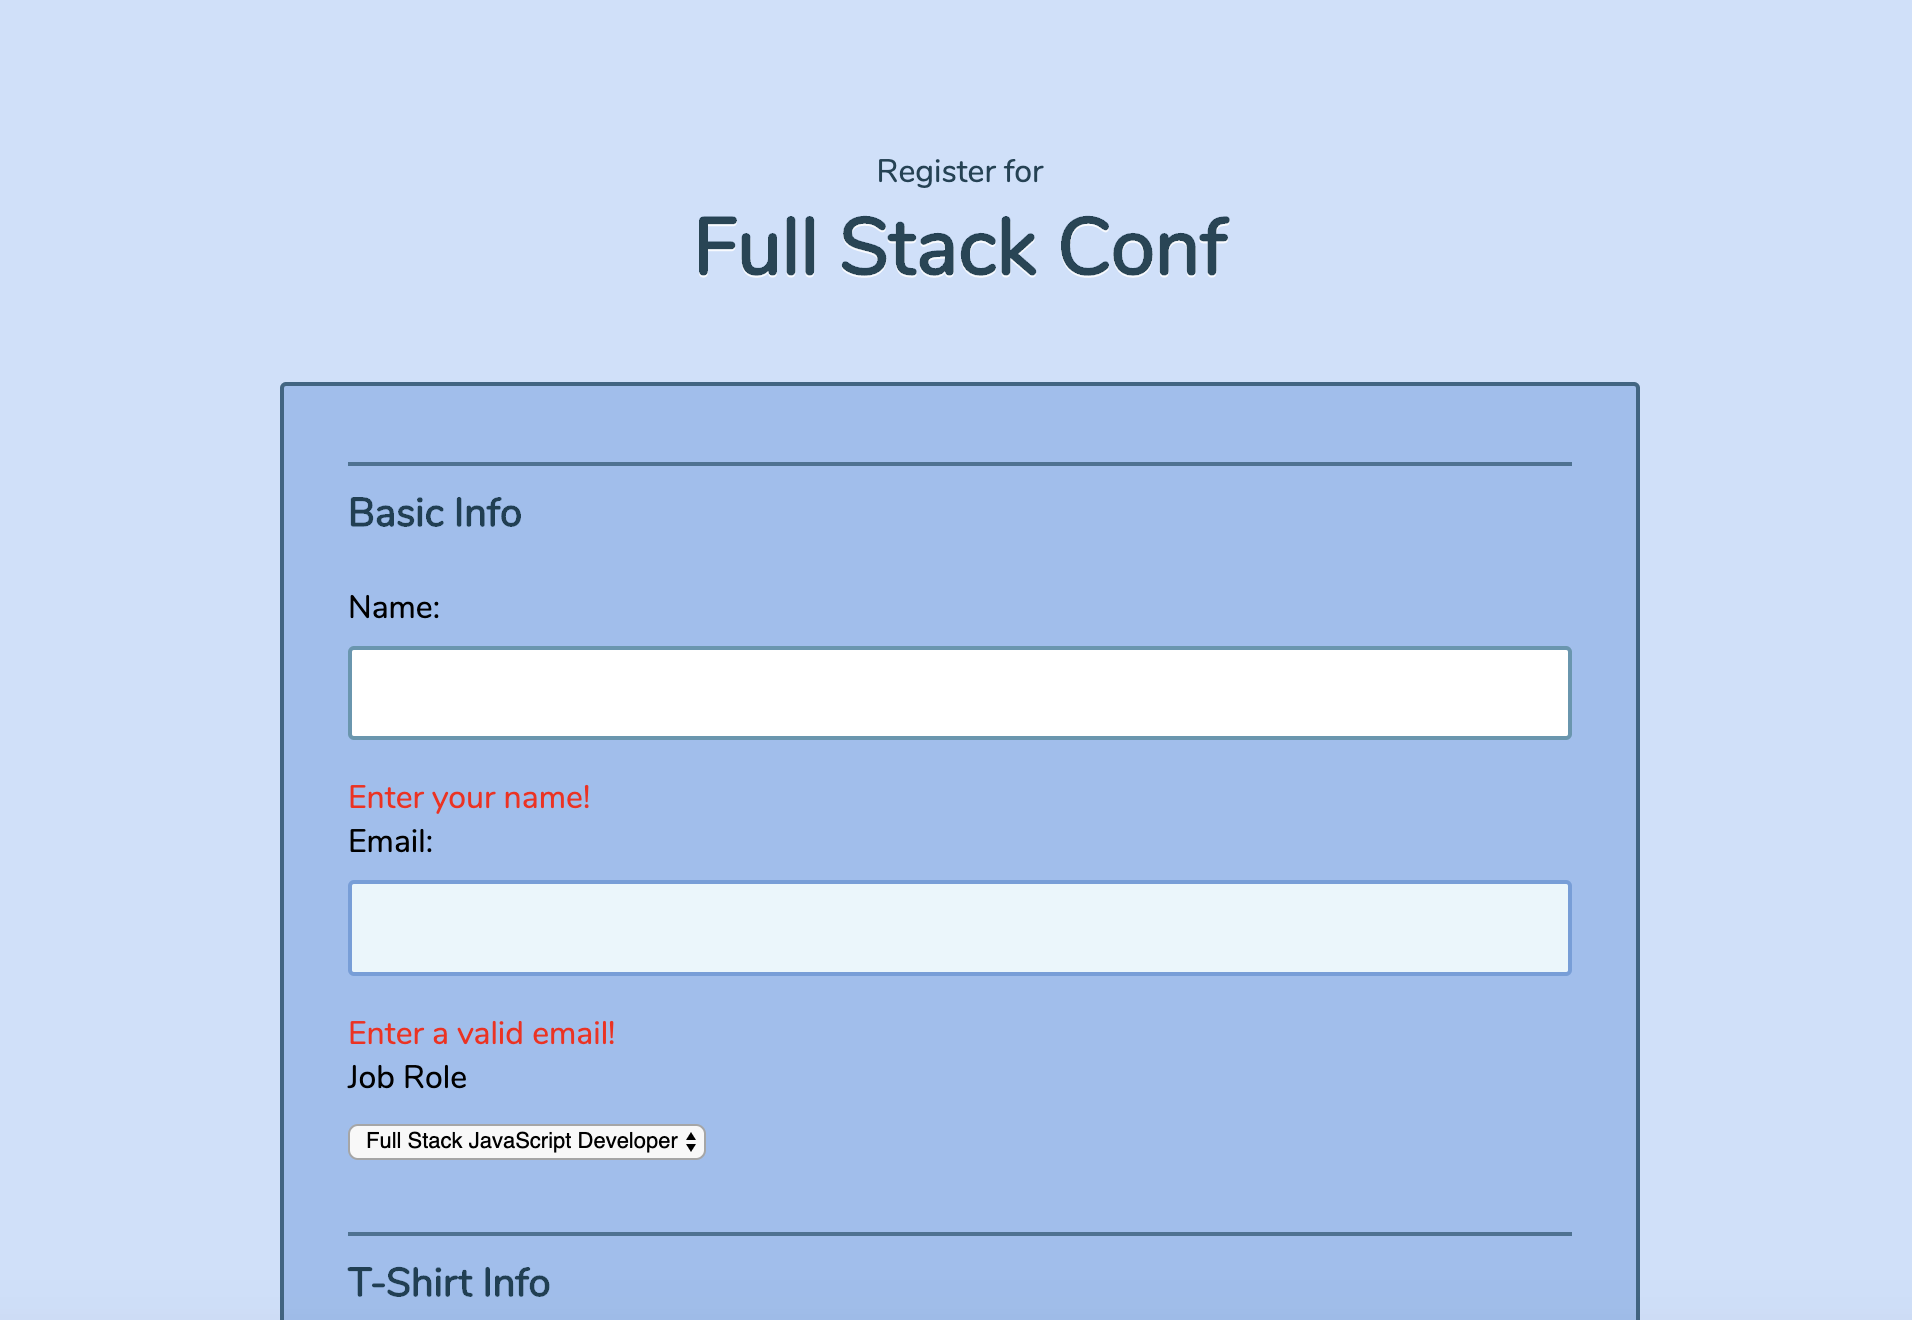 Register for
Full Stack Conf
Basic Info
Name:
Enter your name!
Email:
Enter a valid email!
Job Role
Full Stack JavaScript Developer
T-Shirt Info